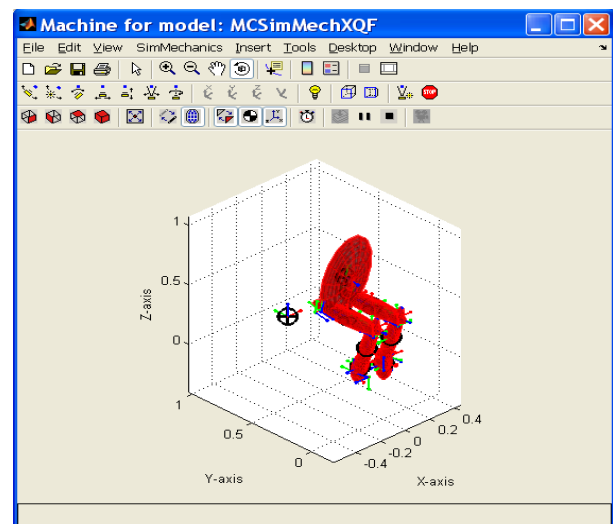 Machine for model: MCSimMechXQF
File Edit View SimMechanics Insert Tools Desktop Window Help
STOP
1
0.5
0
Z-axis
1
0.5
0
Y-axis
-0.4
-0.2
0
0.2
0.4
X-axis